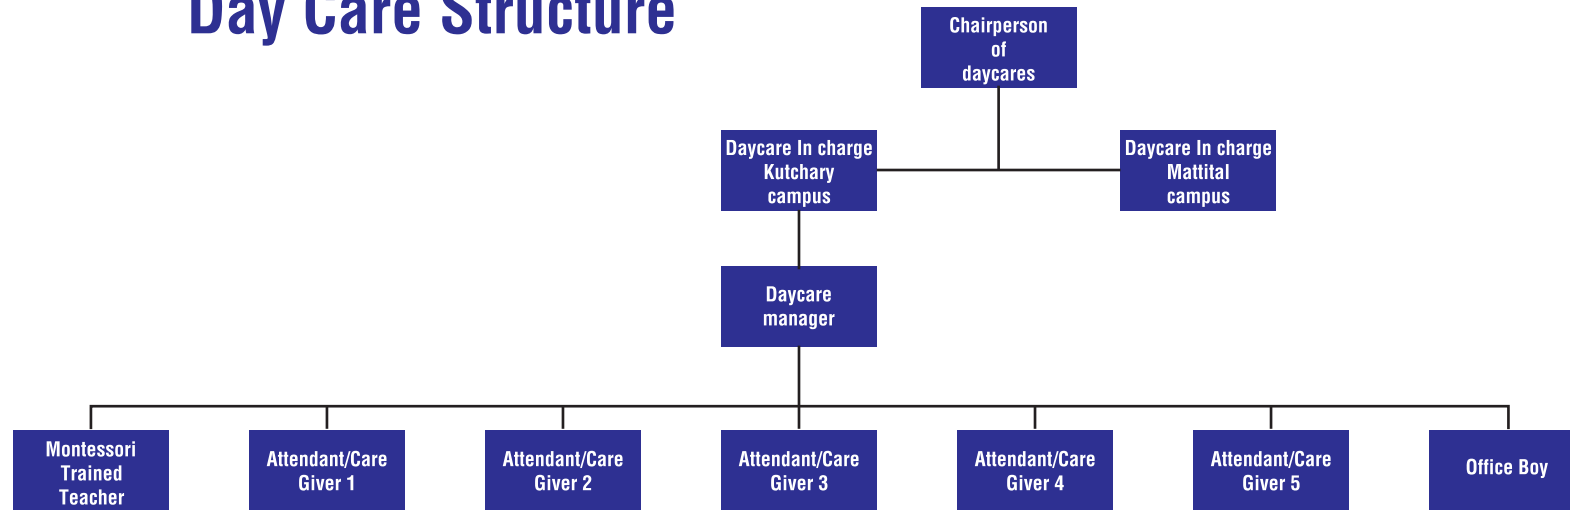 Day Care Structure
Chairperson
of
daycares
Daycare In charge
Kutchary
campus
Daycare In charge
Mattital
campus
Daycare
manager
Montessori
Trained
Teacher
Attendant/Care
Giver 1
Attendant/Care
Giver 2
Attendant/Care
Giver 3
Attendant/Care
Giver 4
Attendant/Care
Giver 5
Office Boy